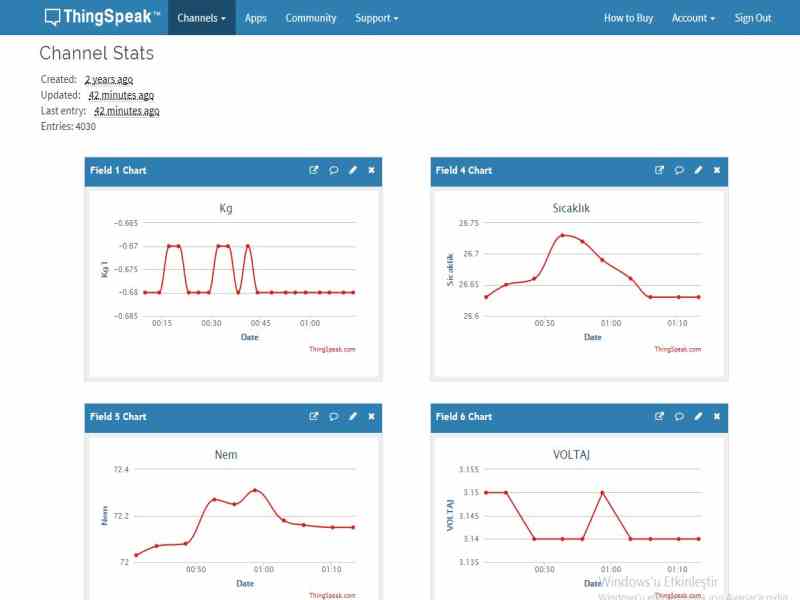 ThingSpeak™ Channels Apps Community Support How to Buy Account Sign Out
Channel Stats
Created: 2 years ago
Updated: 42 minutes ago
Last entry: 42 minutes ago
Entries: 4030
Field 1 Chart
Kg
Kg 1
-0.665
-0.67
-0.675
-0.68
-0.685
00:15 00:30 00:45 01:00
Date
ThingSpeak.com
Field 4 Chart
Sıcaklık
Sıcaklık
26.75
26.7
26.65
26.6
00:50 01:00 01:10
Date
ThingSpeak.com
Field 5 Chart
Nem
Nem
72.4
72.2
72
00:50 01:00 01:10
Date
ThingSpeak.com
Field 6 Chart
VOLTAJ
VOLTAJ
3.155
3.15
3.145
3.14
3.135
00:50 01:00 01:10
Date
ThingSpeak.com
Windows'u Etkinleştir